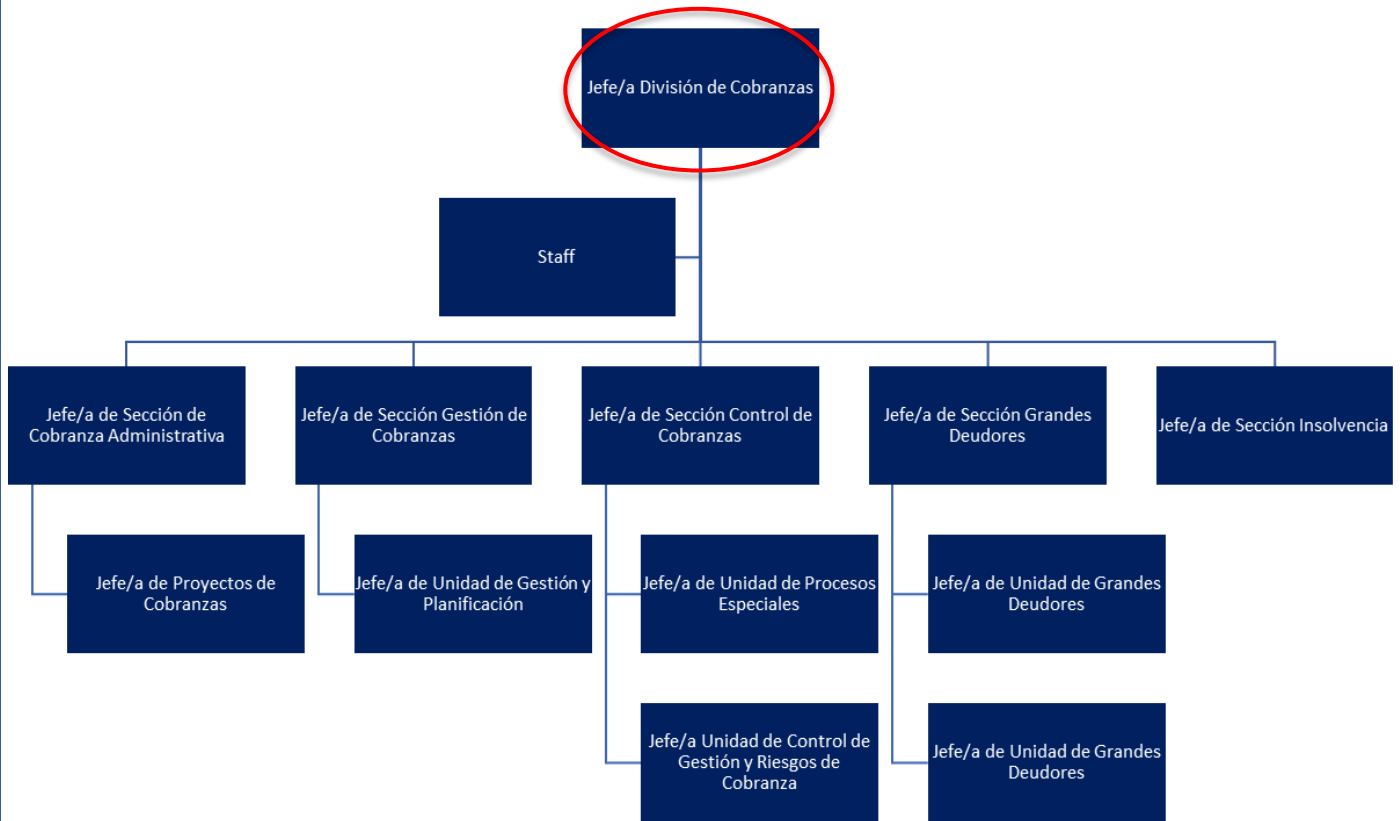 Jefe/a División de Cobranzas
Staff
Jefe/a de Sección de
Cobranza Administrativa
Jefe/a de Sección Gestión de
Cobranzas
Jefe/a de Sección Control de
Cobranzas
Jefe/a de Sección Grandes
Deudores
Jefe/a de Sección Insolvencia
Jefe/a de Proyectos de
Cobranzas
Jefe/a de Unidad de Gestión y
Planificación
Jefe/a de Unidad de Procesos
Especiales
Jefe/a de Unidad de Grandes
Deudores
Jefe/a Unidad de Control de
Gestión y Riesgos de
Cobranza
Jefe/a de Unidad de Grandes
Deudores